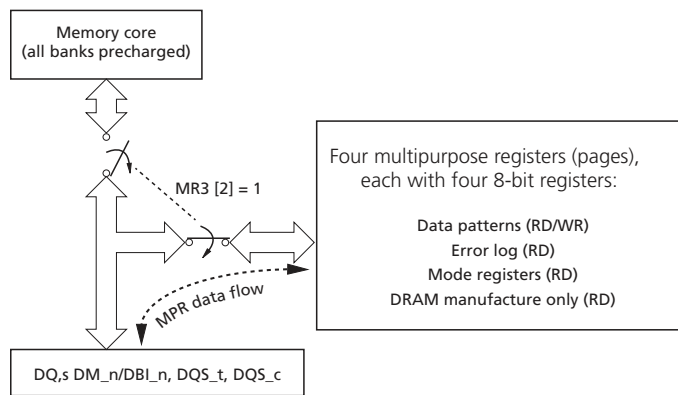 Memory core
(all banks precharged)
MR3 [2] = 1
MPR data flow
Four multipurpose registers (pages),
each with four 8-bit registers:
Data patterns (RD/WR)
Error log (RD)
Mode registers (RD)
DRAM manufacture only (RD)
DQ,s DM_n/DBI_n, DQS_t, DQS_c